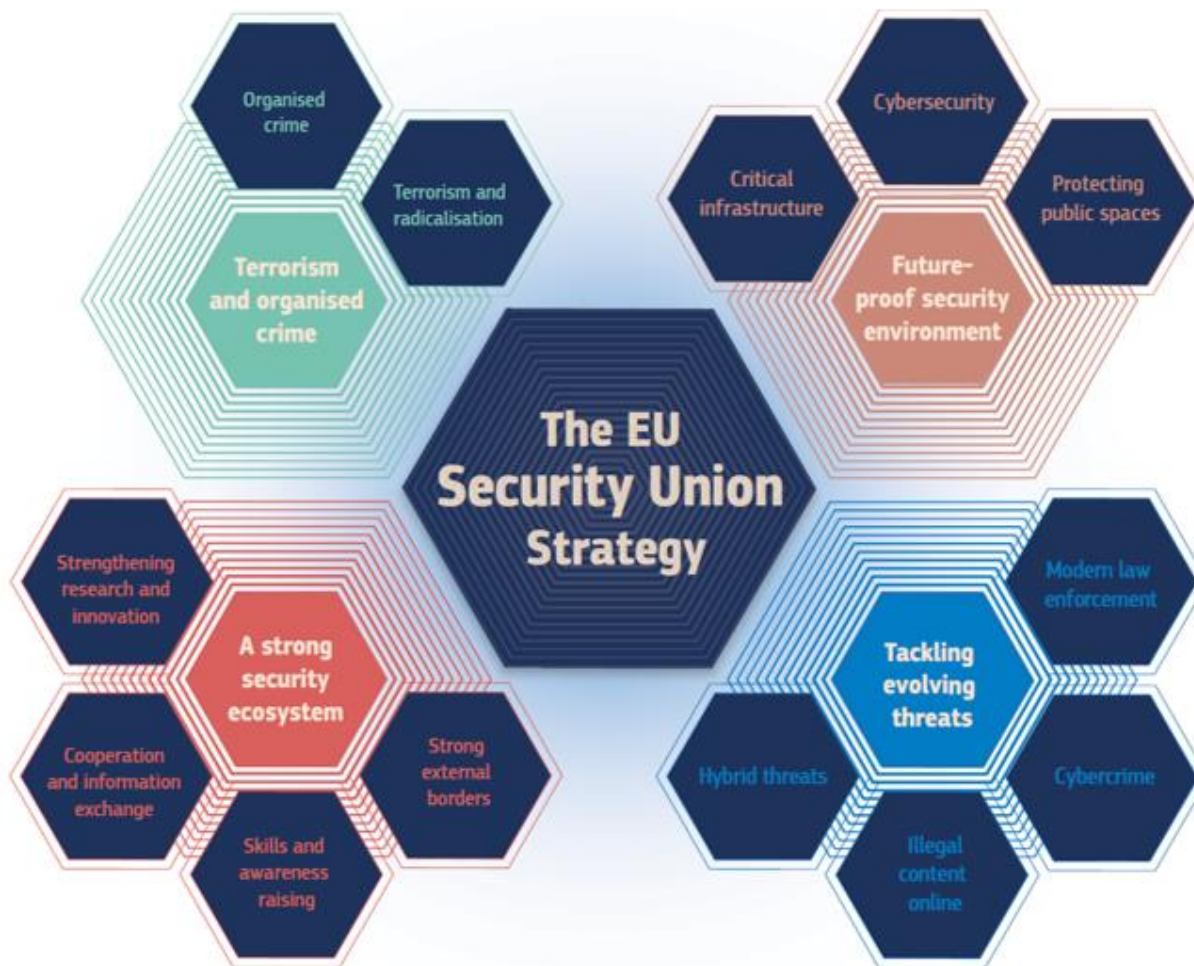 Organised
crime
Terrorism and
radicalisation
Terrorism
and organised
crime
Cybersecurity
Critical
infrastructure
Protecting
public spaces
Future-
proof security
environment
The EU
Security Union
Strategy
Strengthening
research and
innovation
A strong
security
ecosystem
Cooperation
and information
exchange
Strong
external
borders
Skills and
awareness
raising
Modern law
enforcement
Tackling
evolving
threats
Hybrid threats
Cybercrime
Illegal
content
online